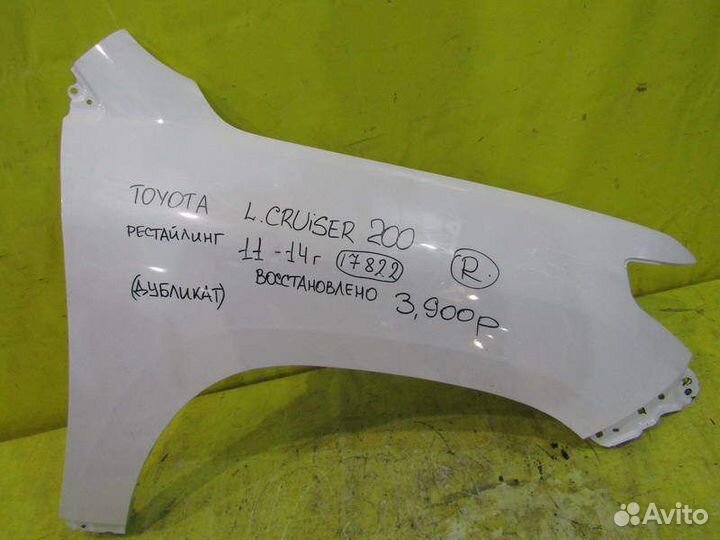 TOYOTA L.CRUISER 200
РЕСТАЙЛИНГ 11-14г 17822 R.
(ДУБЛИКАТ) ВОССТАНОВЛЕНО 3,900р
Avito